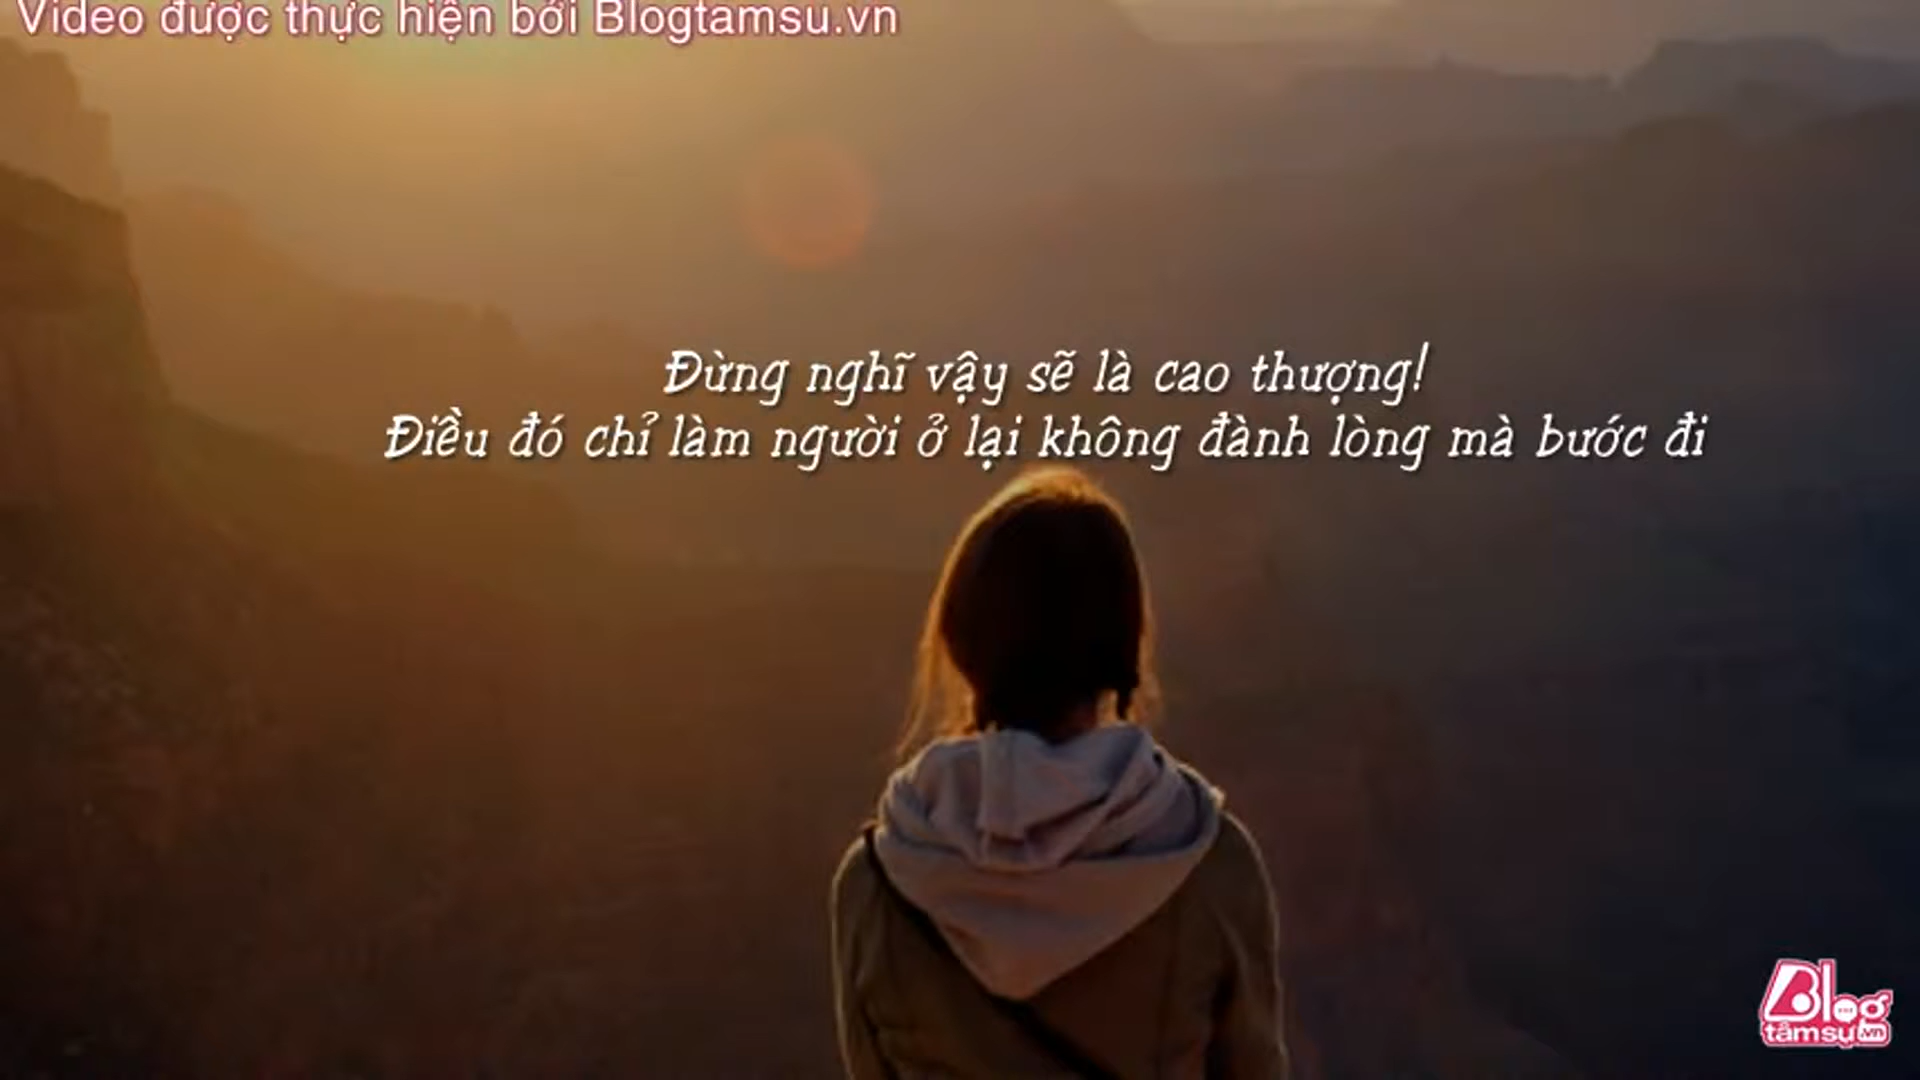 Video được thực hiện bởi Blogtamsu.vn
Đừng nghĩ vậy sẽ là cao thượng!
Điều đó chỉ làm người ở lại không đành lòng mà bước đi
Blog
tâmsự.vn